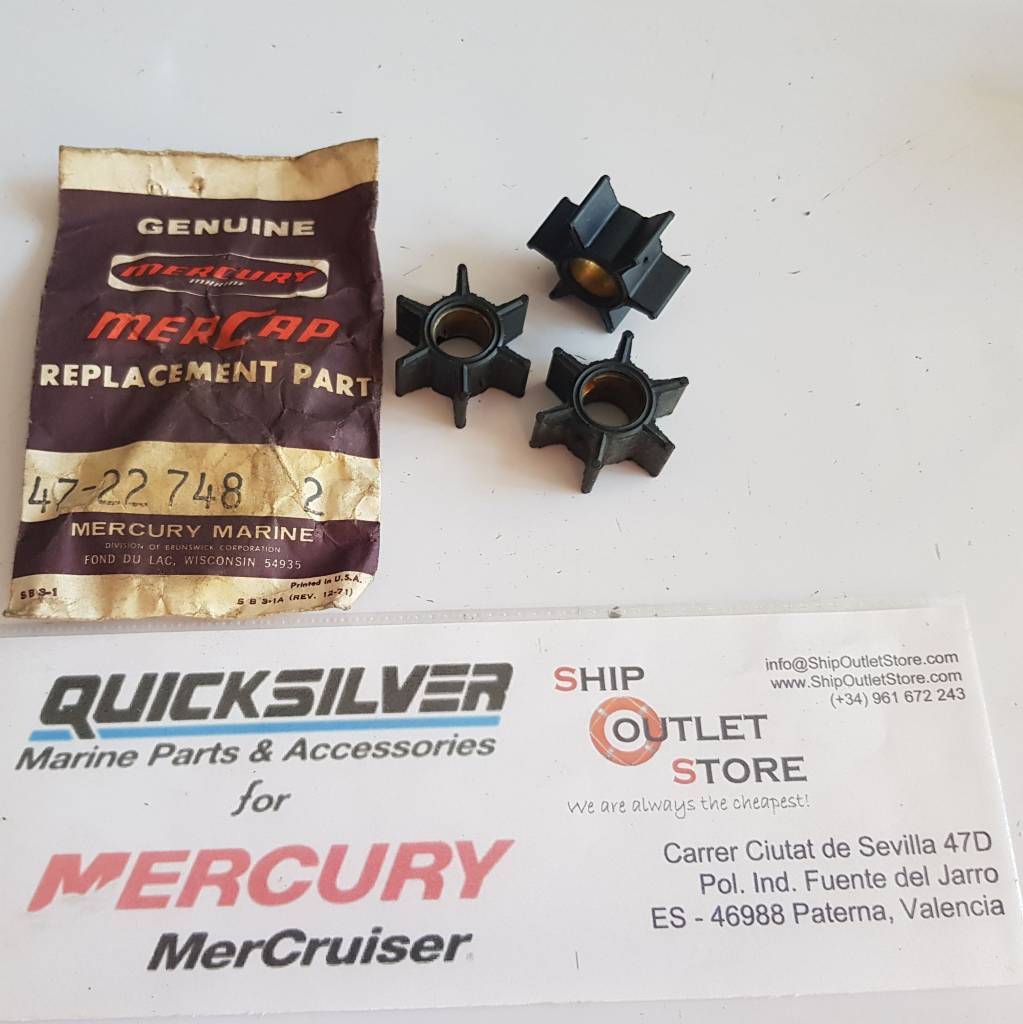 GENUINE
MERCURY
MARINE
MERCAP
REPLACEMENT PART
47-22 748 2
MERCURY MARINE
DIVISION OF BRUNSWICK CORPORATION
FOND DU LAC, WISCONSIN 54935
Printed in U.S.A.
S B 3-1
S B 3-1A (REV. 12-71)
QUICKSILVER
Marine Parts & Accessories
for
MERCURY
MerCruiser
SHIP
OUTLET
STORE
We are always the cheapest!
info@ShipOutletStore.com
www.ShipOutletStore.com
(+34) 961 672 243
Carrer Ciutat de Sevilla 47D
Pol. Ind. Fuente del Jarro
ES - 46988 Paterna, Valencia